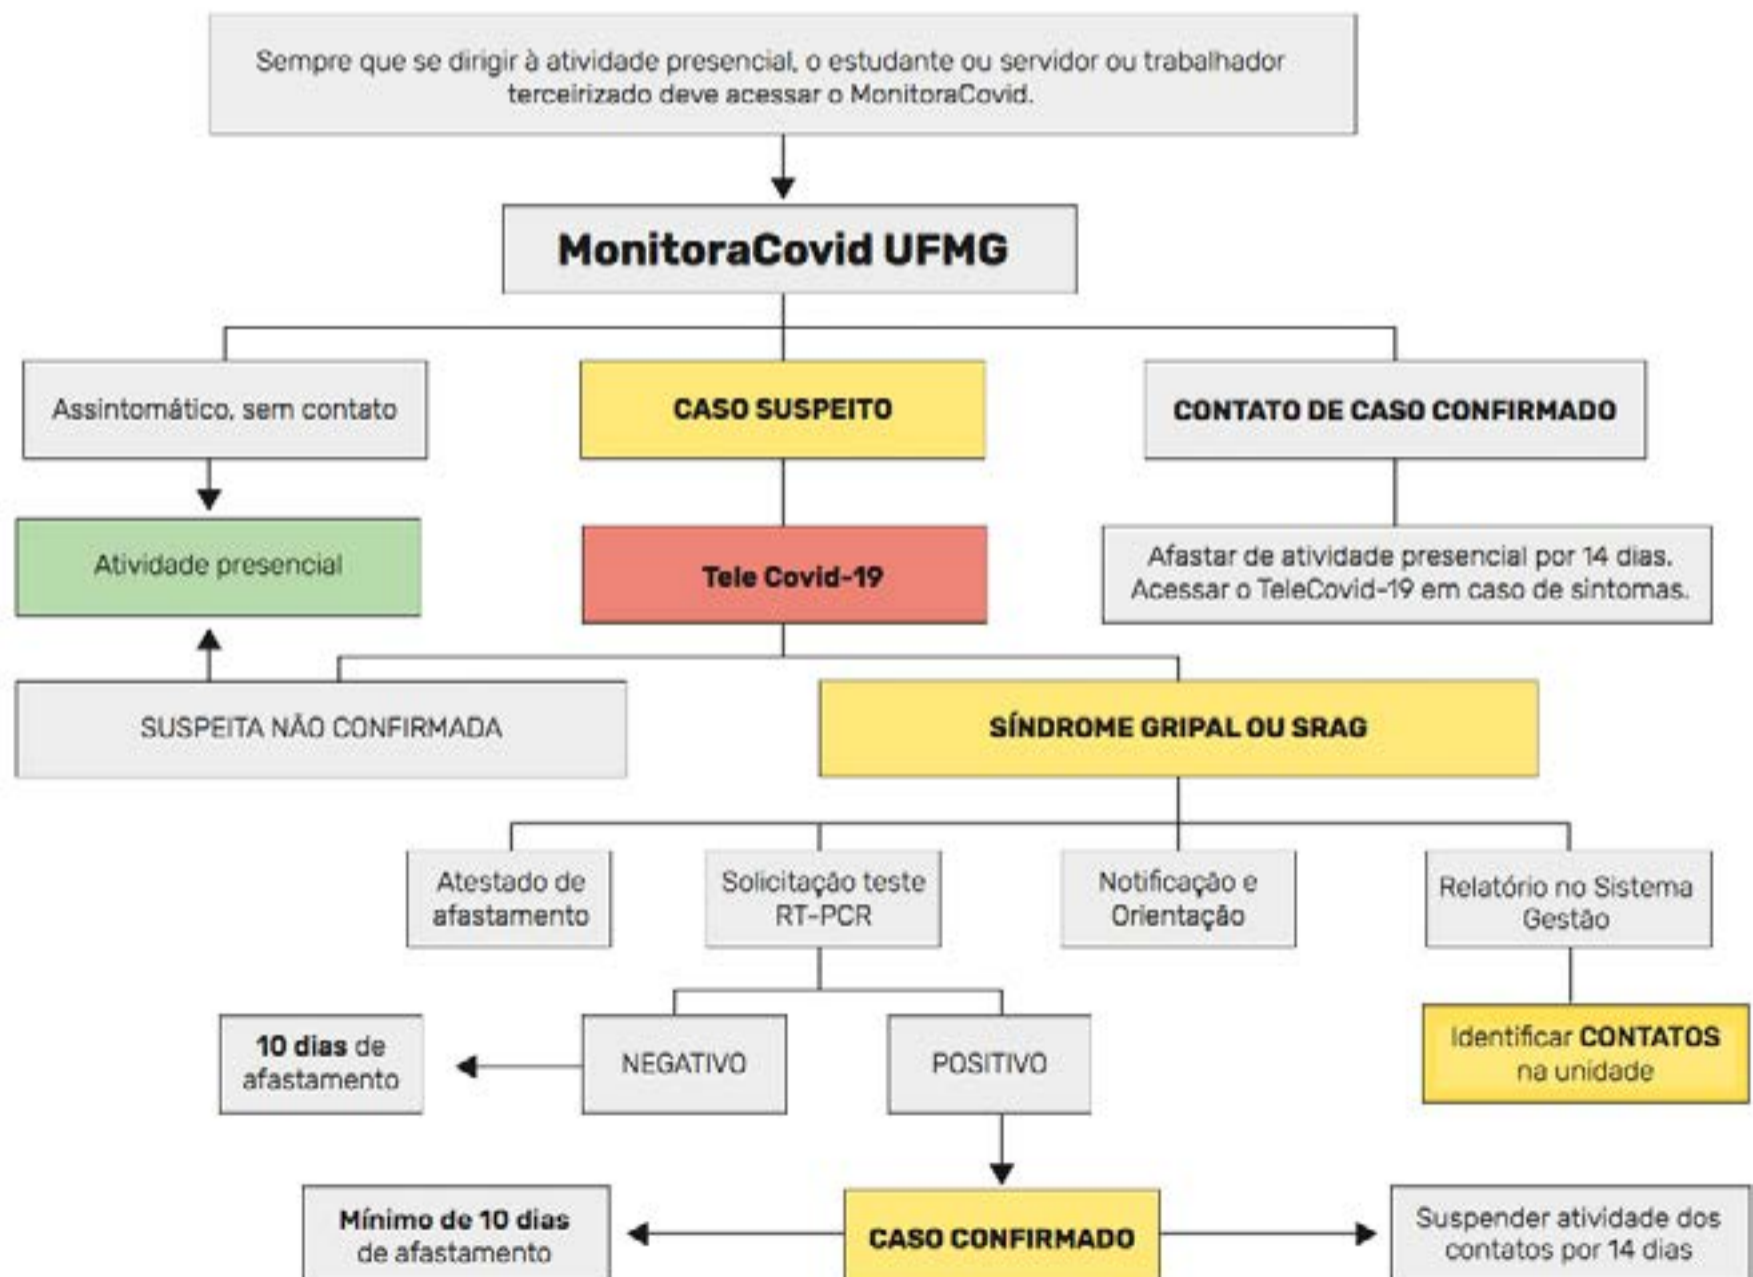 Sempre que se dirigir à atividade presencial, o estudante ou servidor ou trabalhador
terceirizado deve acessar o MonitoraCovid.
MonitoraCovid UFMG
Assintomático, sem contato
CASO SUSPEITO
CONTATO DE CASO CONFIRMADO
Atividade presencial
Tele Covid-19
Afastar de atividade presencial por 14 dias.
Acessar o TeleCovid-19 em caso de sintomas.
SUSPEITA NÃO CONFIRMADA
SÍNDROME GRIPAL OU SRAG
Atestado de
afastamento
Solicitação teste
RT-PCR
Notificação e
Orientação
Relatório no Sistema
Gestão
10 dias de
afastamento
NEGATIVO
POSITIVO
Identificar CONTATOS
na unidade
Mínimo de 10 dias
de afastamento
CASO CONFIRMADO
Suspender atividade dos
contatos por 14 dias